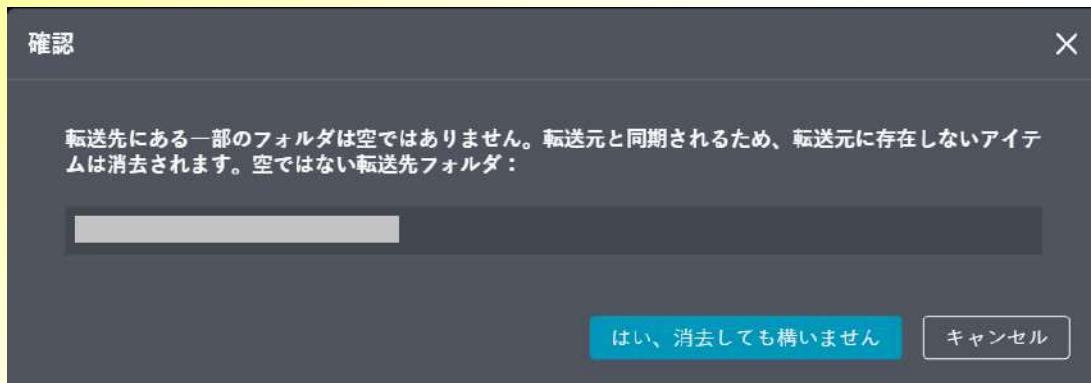 確認
転送先にある一部のフォルダは空ではありません。転送元と同期されるため、転送元に存在しないアイテ
ムは消去されます。空ではない転送先フォルダ：
はい、消去しても構いません
キャンセル